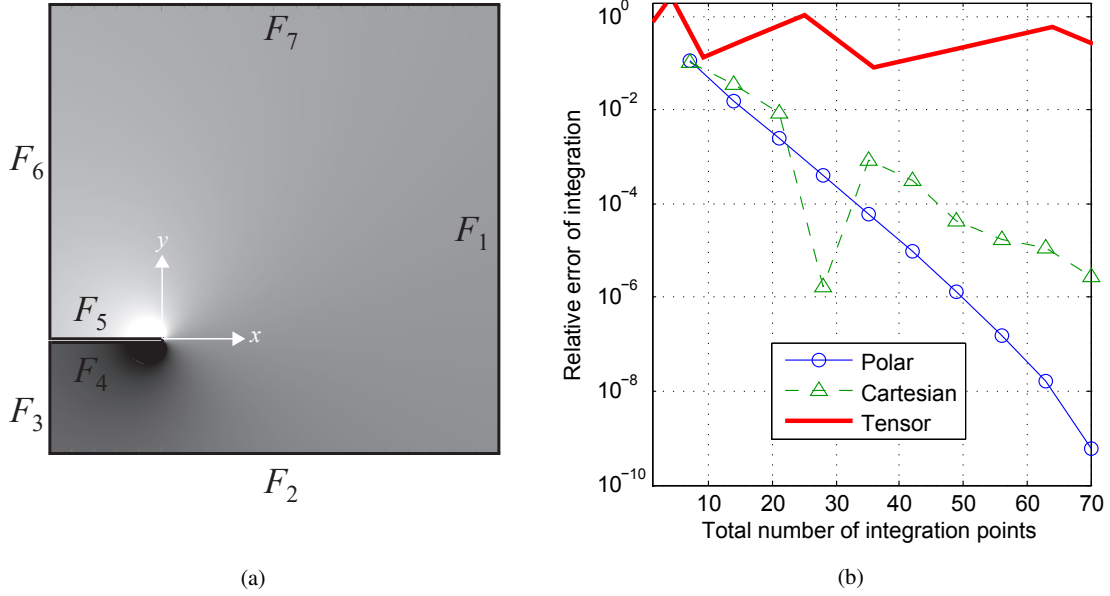 F7
F6
F1
y
x
F5
F4
F3
F2
(a)
10^0
10^-2
10^-4
10^-6
10^-8
10^-10
Relative error of integration
Polar
Cartesian
Tensor
10 20 30 40 50 60 70
Total number of integration points
(b)